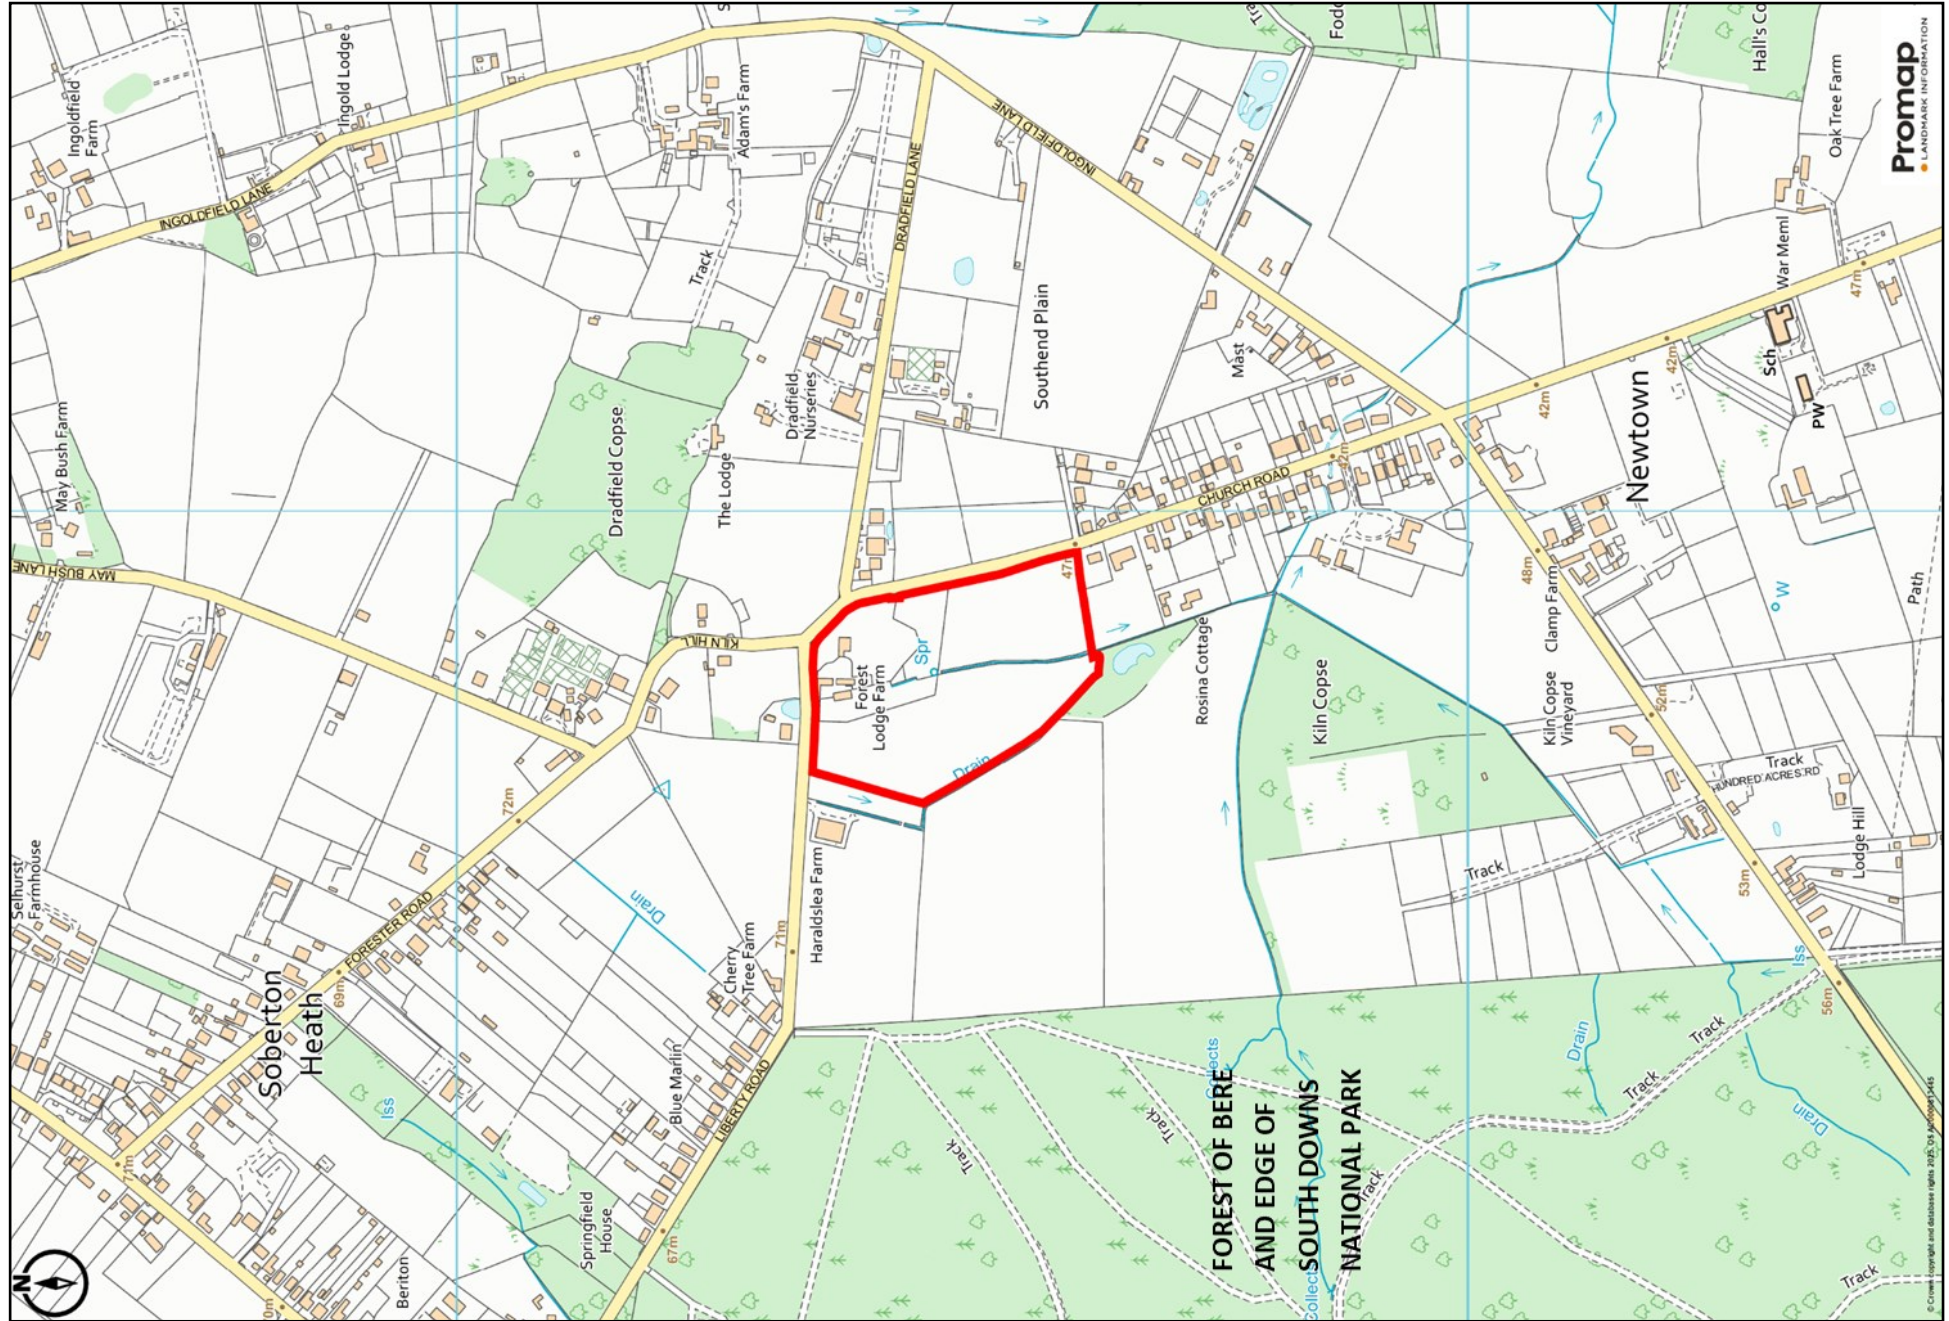 N
Soberton
Heath
Selhurst
Farmhouse
May Bush Farm
MAY BUSH LANE
Ingoldfield
Farm
Ingold Lodge
INGOLDFIELD LANE
71m
69m
FORESTER ROAD
Iss
Beriton
Springfield
House
67m
Blue Marlin
LIBERTY ROAD
Cherry
Tree Farm
71m
Drain
72m
KILN HILL
The Lodge
Dradfield Copse
Track
Adam's Farm
Dradfield
Nurseries
DRADFIELD LANE
Haraldslea Farm
Forest
Lodge Farm
Spr
Drain
Southend Plain
INGOLDFIELD LANE
47m
Track
Track
Collects
FOREST OF BERE
AND EDGE OF
SOUTH DOWNS
NATIONAL PARK
Collects
Track
Rosina Cottage
CHURCH ROAD
Mast
42m
Kiln Copse
Track
Drain
Track
Track
Drain
Iss
56m
53m
Lodge Hill
HUNDRED ACRES RD
Track
52m
Kiln Copse
Vineyard
Clamp Farm
48m
W
Path
Newtown
42m
42m
Sch
PW
War Meml
47m
Oak Tree Farm
Hall's Co
Track
Promap
LANDMARK INFORMATION